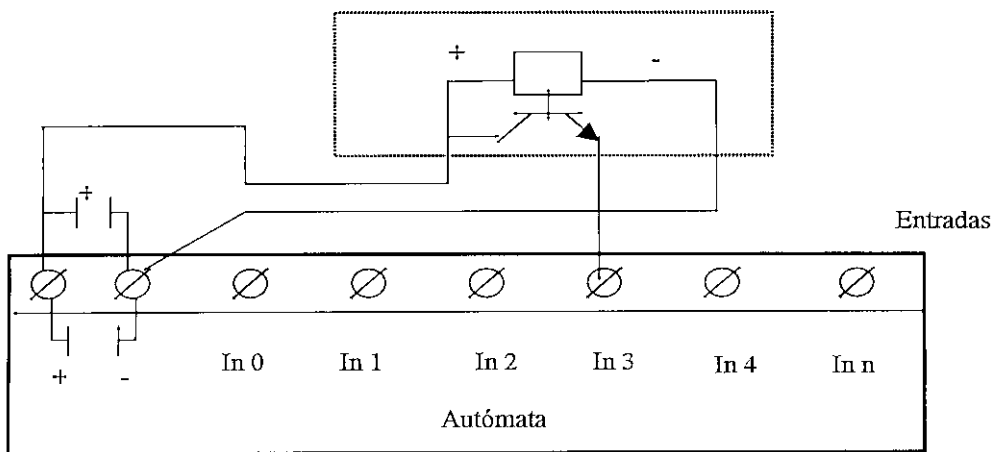 + -
+
Entradas
+ -
In 0 In 1 In 2 In 3 In 4 In n
Autómata